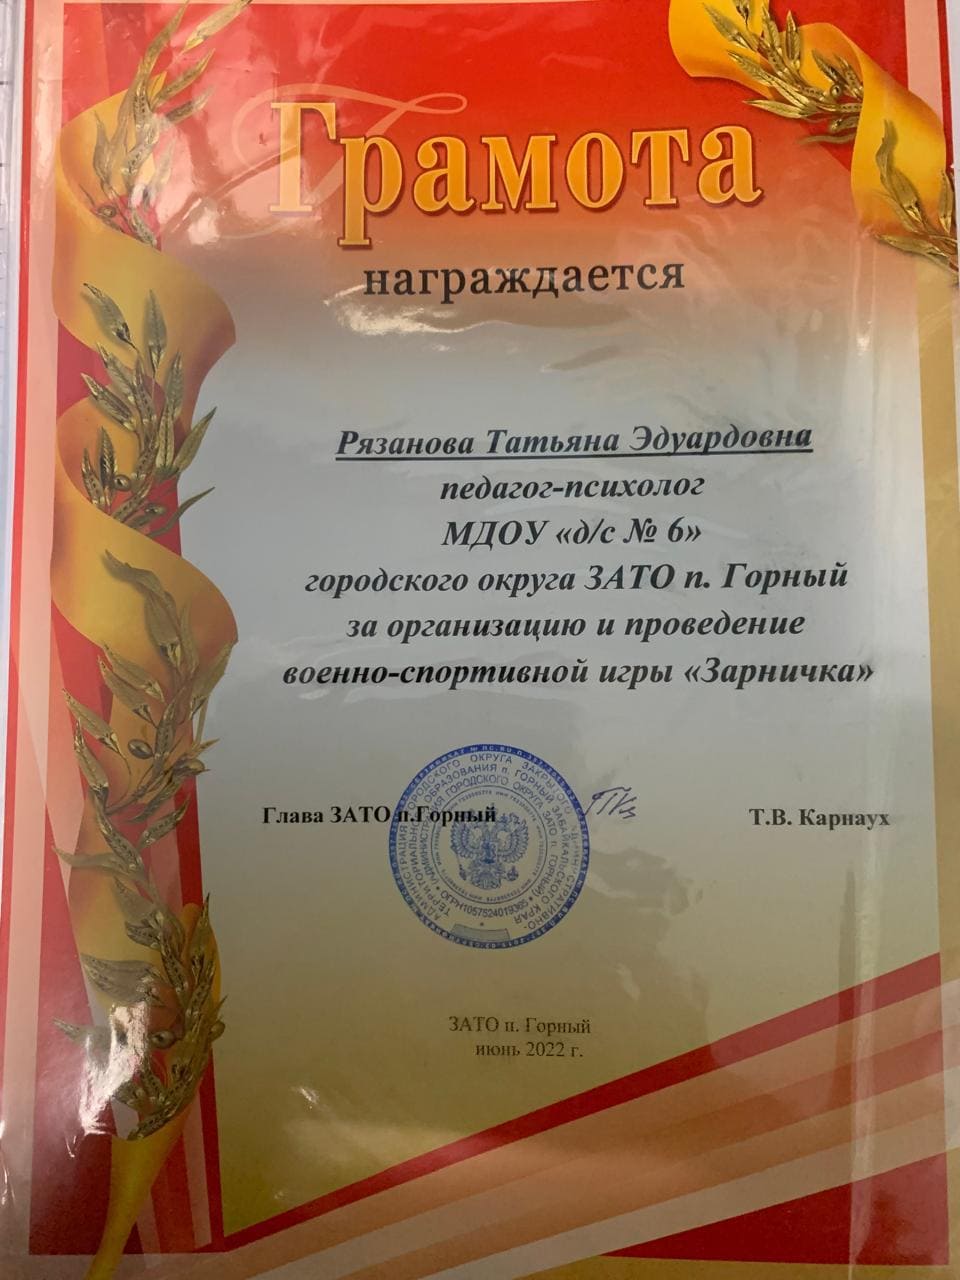 Грамота
награждается
Рязанова Татьяна Эдуардовна
педагог-психолог
МДОУ «д/с № 6»
городского округа ЗАТО п. Горный
за организацию и проведение
военно-спортивной игры «Зарничка»
Глава ЗАТО п.Горный
Т.В. Карнаух
ОГРН1057524019365
ЗАТО п. Горный
июнь 2022 г.